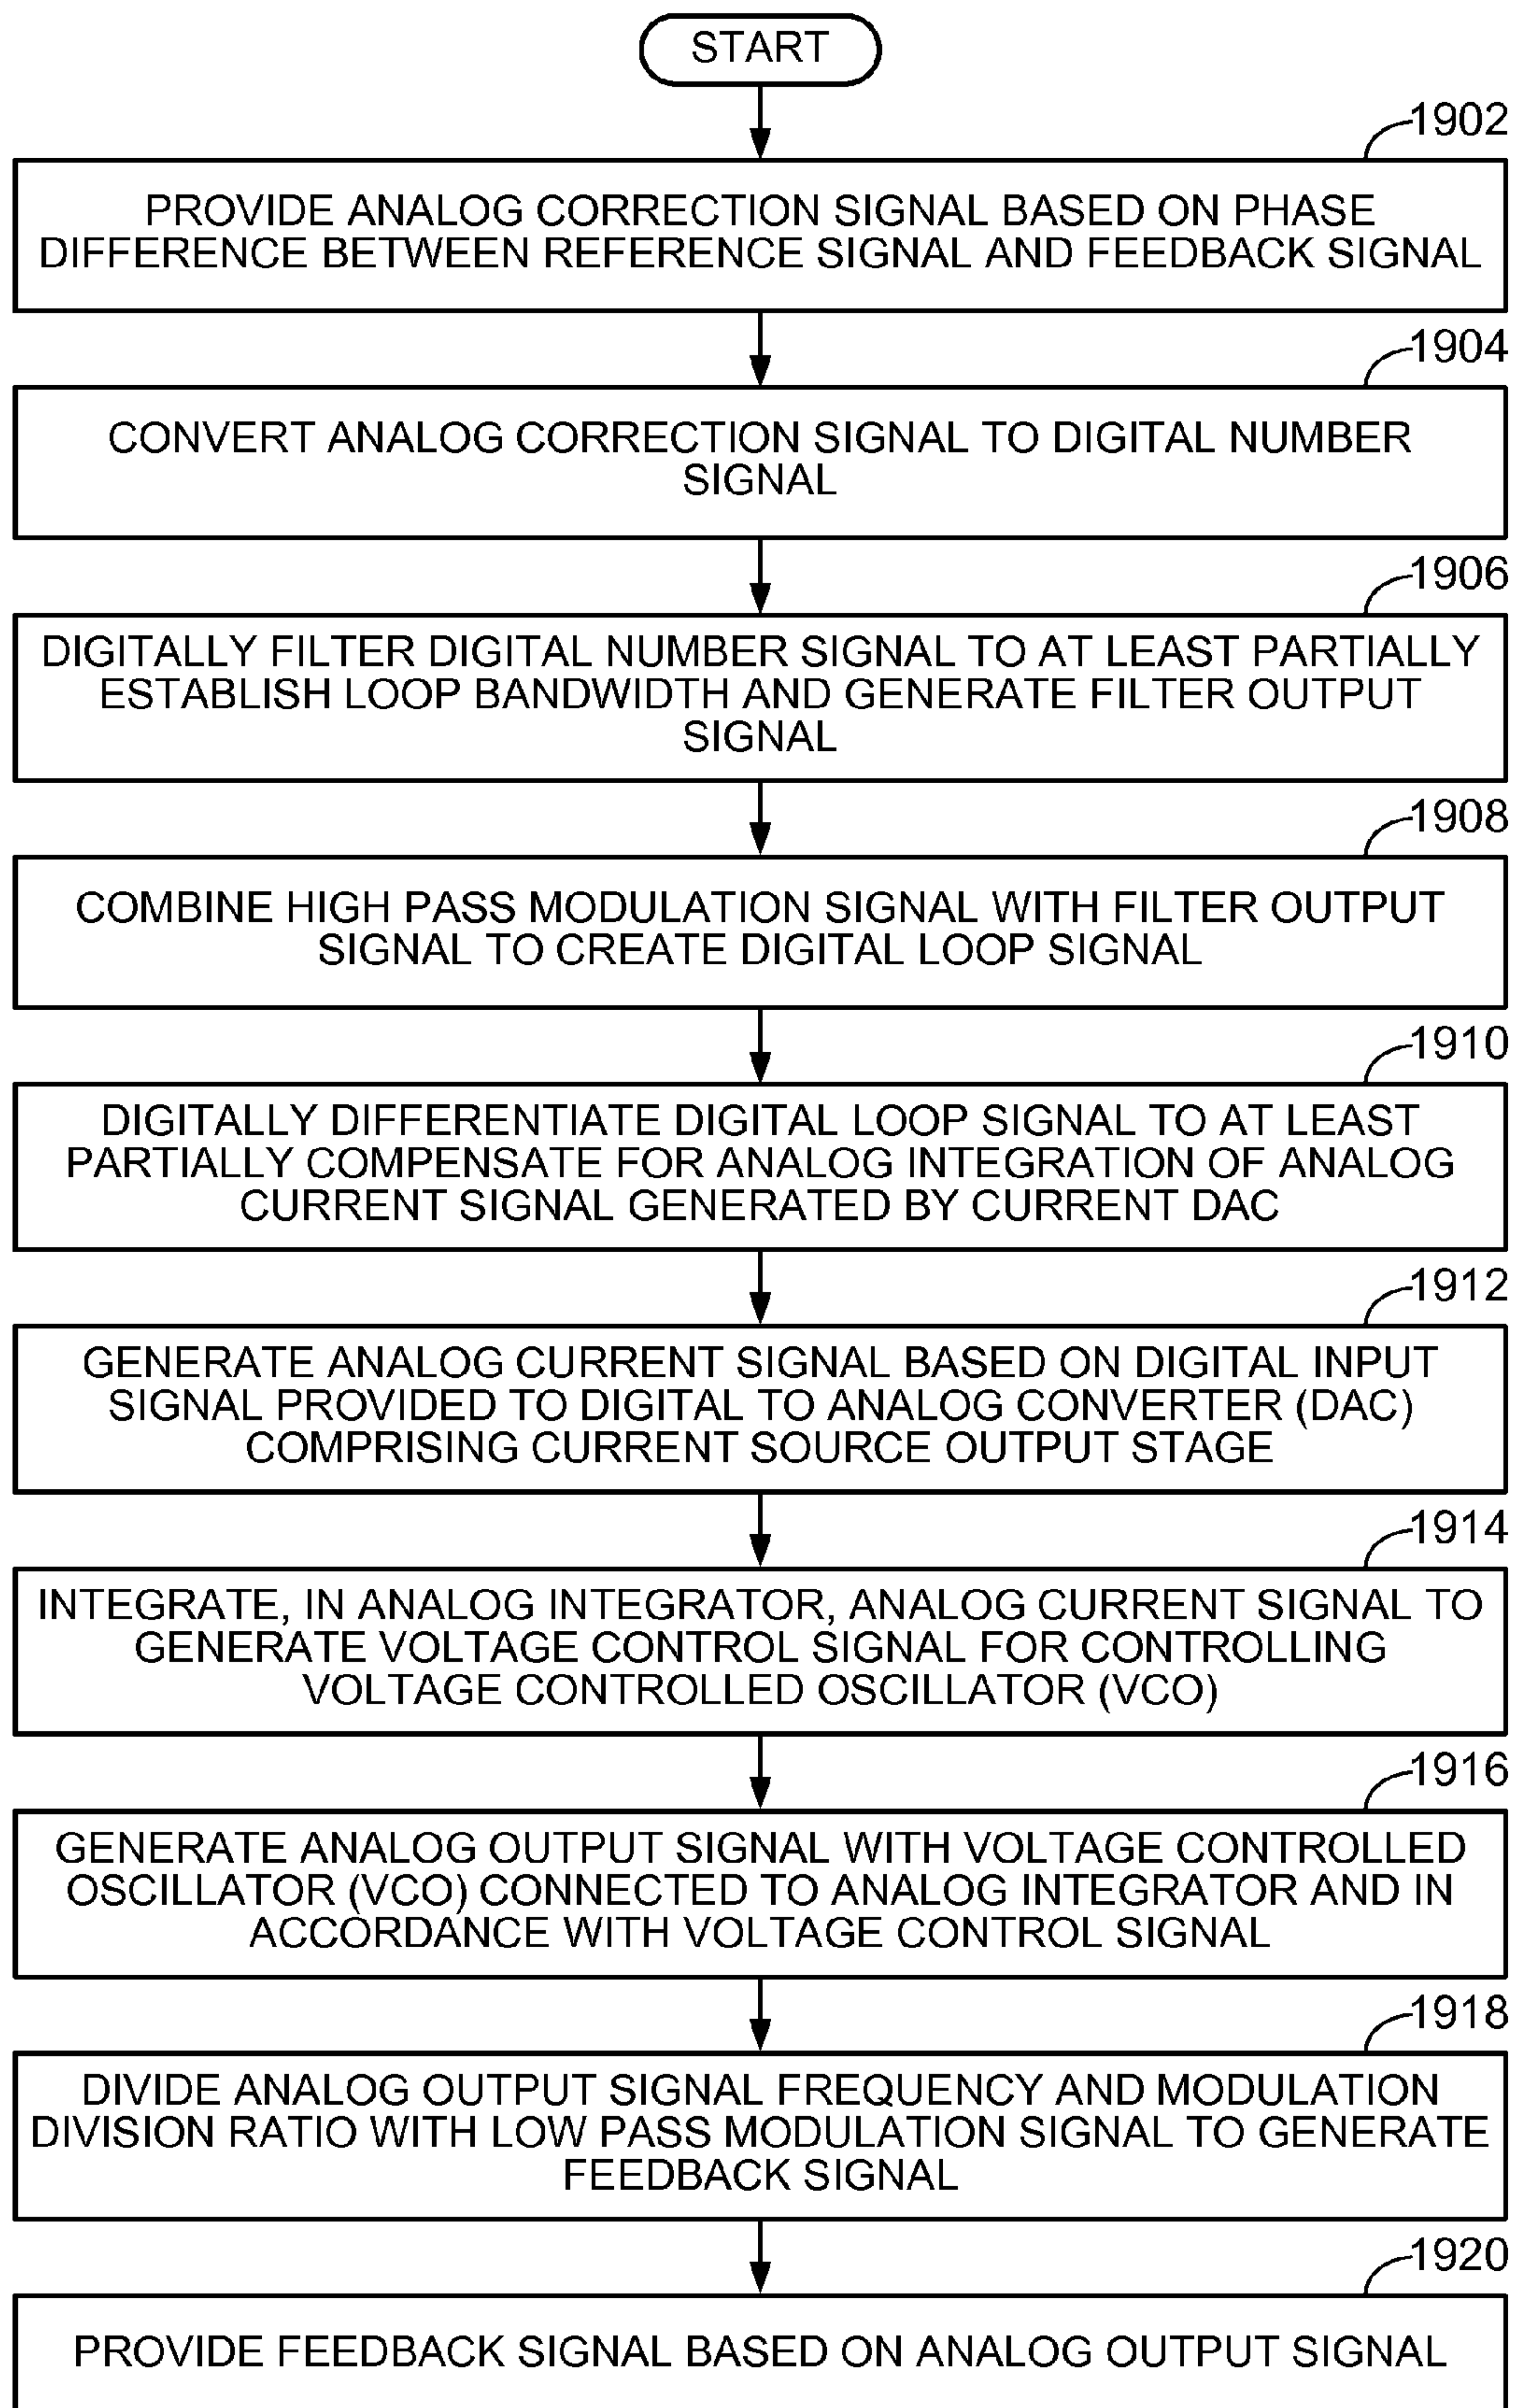 START
1902
PROVIDE ANALOG CORRECTION SIGNAL BASED ON PHASE
DIFFERENCE BETWEEN REFERENCE SIGNAL AND FEEDBACK SIGNAL
1904
CONVERT ANALOG CORRECTION SIGNAL TO DIGITAL NUMBER
SIGNAL
1906
DIGITALLY FILTER DIGITAL NUMBER SIGNAL TO AT LEAST PARTIALLY
ESTABLISH LOOP BANDWIDTH AND GENERATE FILTER OUTPUT
SIGNAL
1908
COMBINE HIGH PASS MODULATION SIGNAL WITH FILTER OUTPUT
SIGNAL TO CREATE DIGITAL LOOP SIGNAL
1910
DIGITALLY DIFFERENTIATE DIGITAL LOOP SIGNAL TO AT LEAST
PARTIALLY COMPENSATE FOR ANALOG INTEGRATION OF ANALOG
CURRENT SIGNAL GENERATED BY CURRENT DAC
1912
GENERATE ANALOG CURRENT SIGNAL BASED ON DIGITAL INPUT
SIGNAL PROVIDED TO DIGITAL TO ANALOG CONVERTER (DAC)
COMPRISING CURRENT SOURCE OUTPUT STAGE
1914
INTEGRATE, IN ANALOG INTEGRATOR, ANALOG CURRENT SIGNAL TO
GENERATE VOLTAGE CONTROL SIGNAL FOR CONTROLLING
VOLTAGE CONTROLLED OSCILLATOR (VCO)
1916
GENERATE ANALOG OUTPUT SIGNAL WITH VOLTAGE CONTROLLED
OSCILLATOR (VCO) CONNECTED TO ANALOG INTEGRATOR AND IN
ACCORDANCE WITH VOLTAGE CONTROL SIGNAL
1918
DIVIDE ANALOG OUTPUT SIGNAL FREQUENCY AND MODULATION
DIVISION RATIO WITH LOW PASS MODULATION SIGNAL TO GENERATE
FEEDBACK SIGNAL
1920
PROVIDE FEEDBACK SIGNAL BASED ON ANALOG OUTPUT SIGNAL